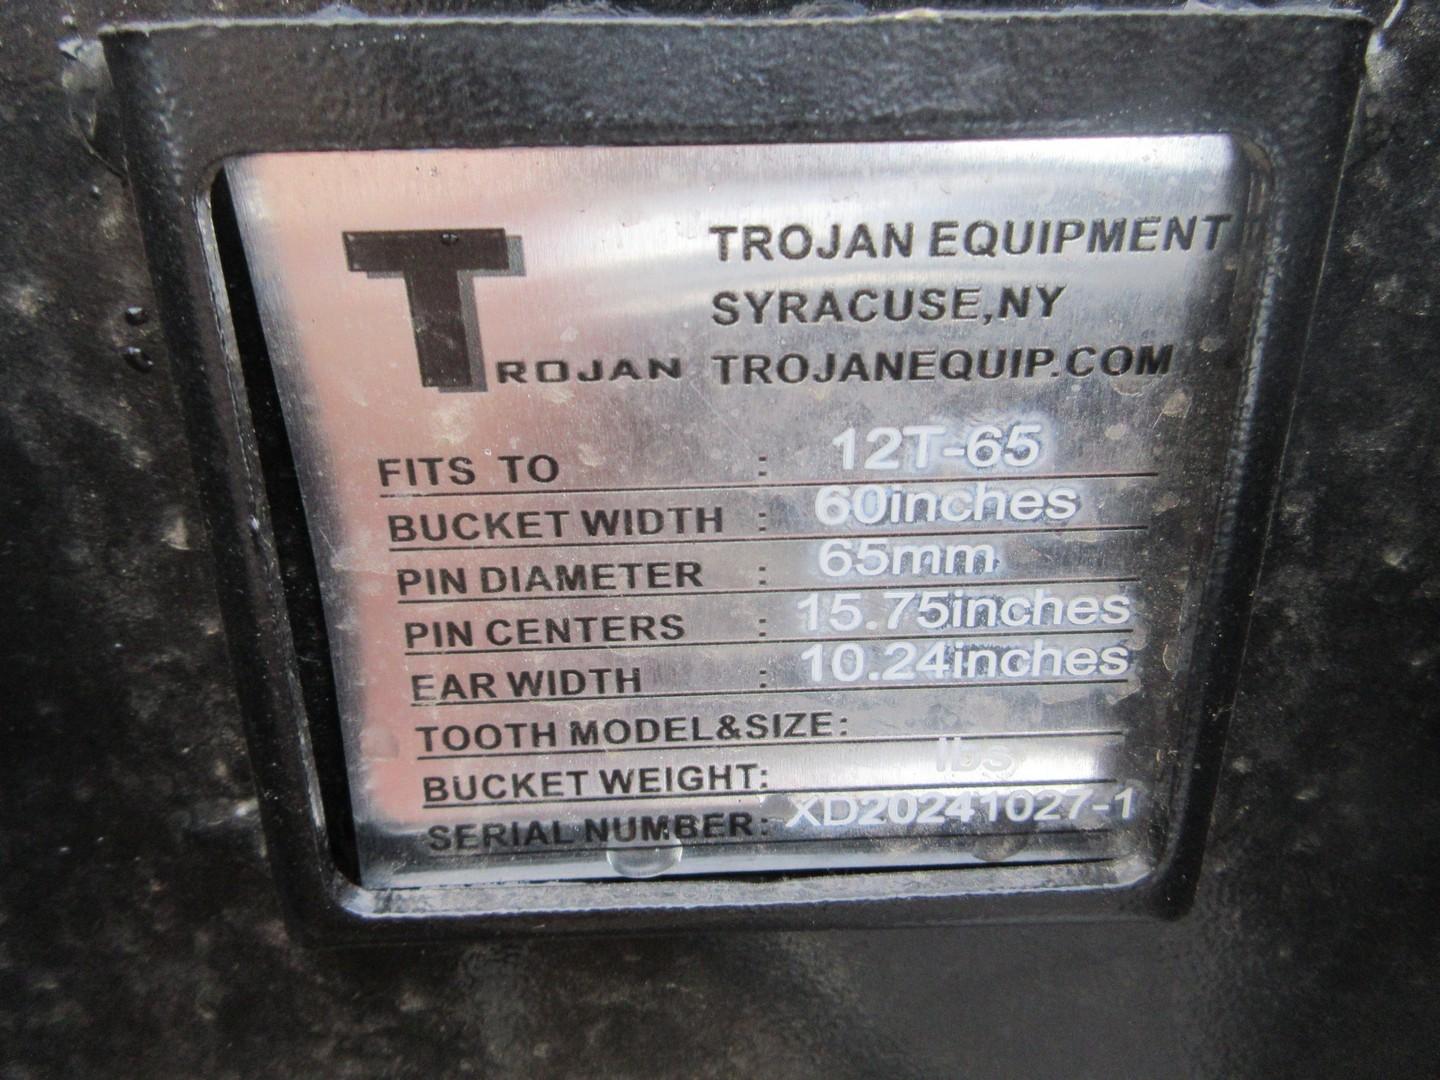 TROJAN
TROJAN EQUIPMENT
SYRACUSE,NY
TROJANEQUIP.COM
FITS TO : 12T-65
BUCKET WIDTH : 60inches
PIN DIAMETER : 65mm
PIN CENTERS : 15.75inches
EAR WIDTH : 10.24inches
TOOTH MODEL&SIZE:
BUCKET WEIGHT: lbs
SERIAL NUMBER: XD20241027-1